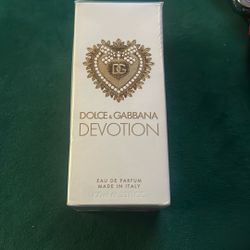 DG
DOLCE & GABBANA
DEVOTION
EAU DE PARFUM
MADE IN ITALY